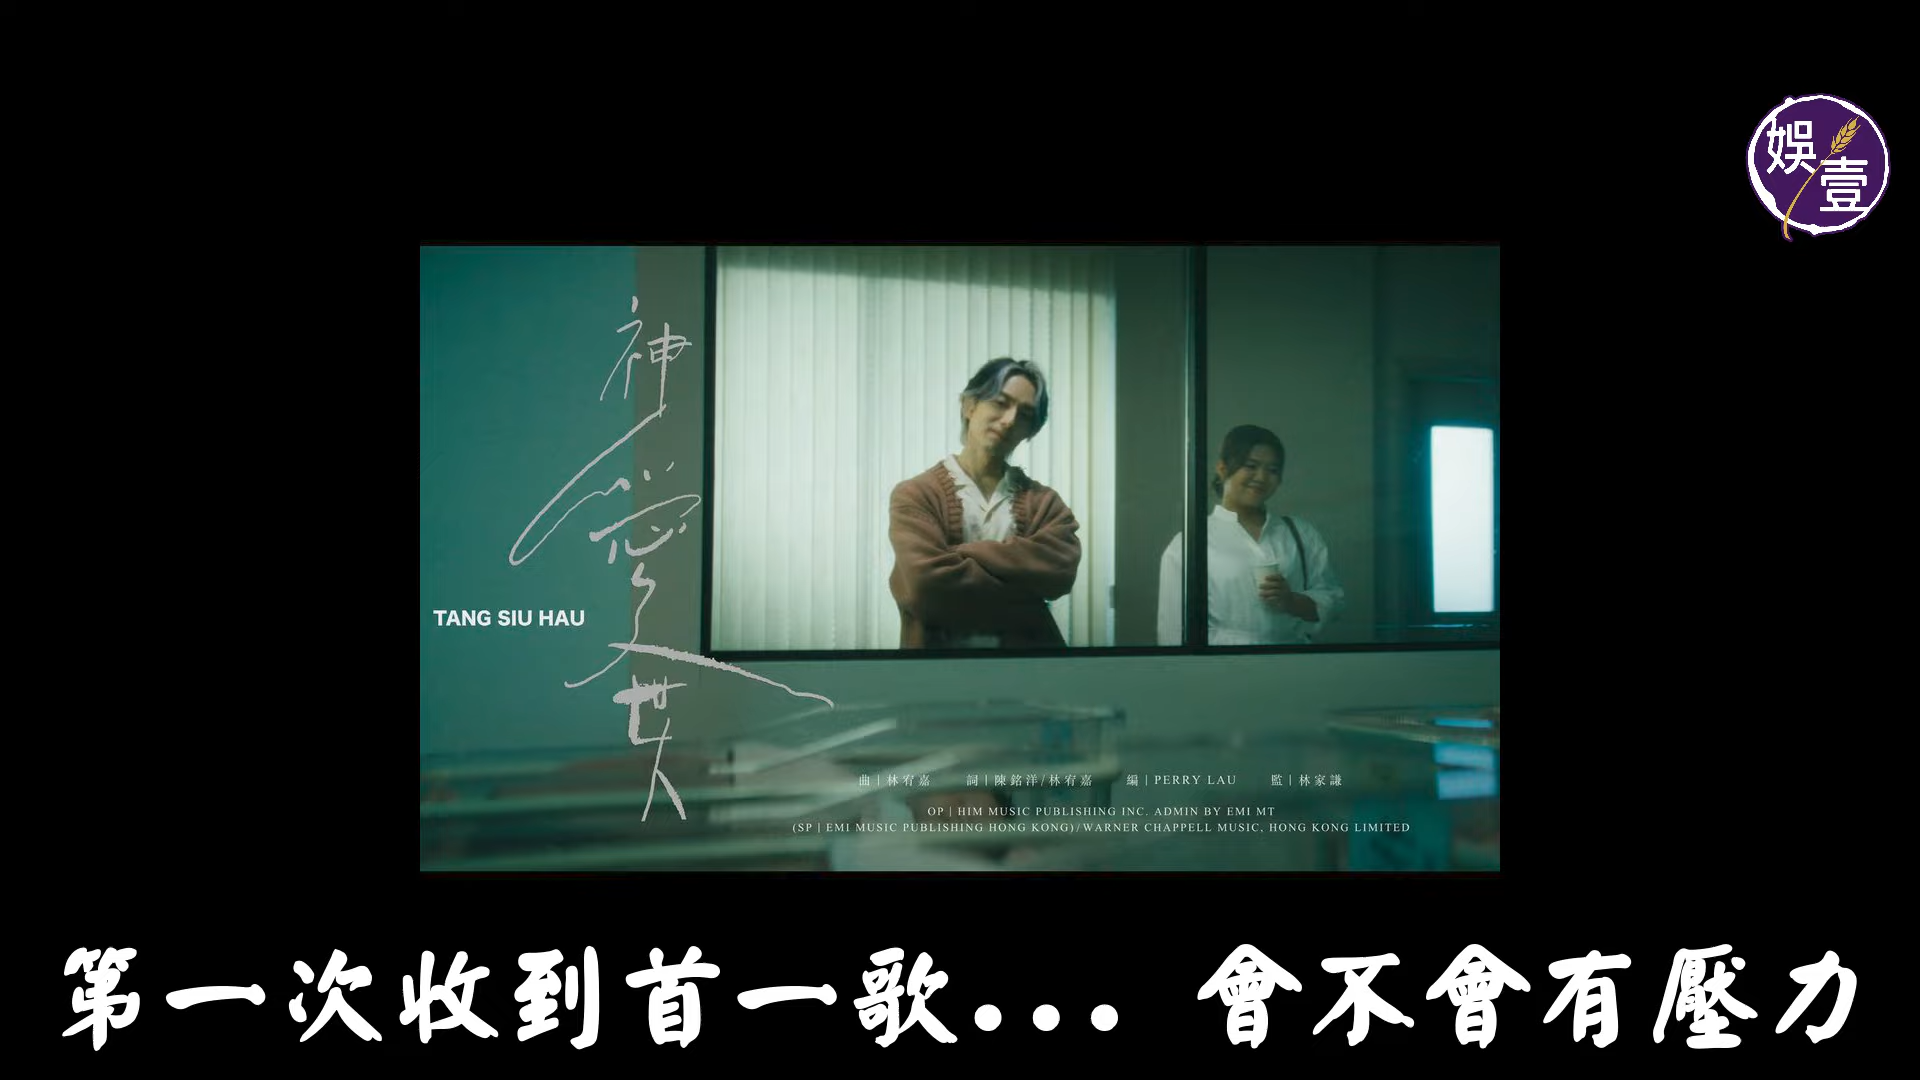 娛壹
神愛世人
TANG SIU HAU
曲 | 林宥嘉 詞 | 陳銘洋/林宥嘉 編 | PERRY LAU 監 | 林家謙
OP | HIM MUSIC PUBLISHING INC. ADMIN BY EMI MT
(SP | EMI MUSIC PUBLISHING HONG KONG)/WARNER CHAPPELL MUSIC, HONG KONG LIMITED
第一次收到首一歌... 會不會有壓力